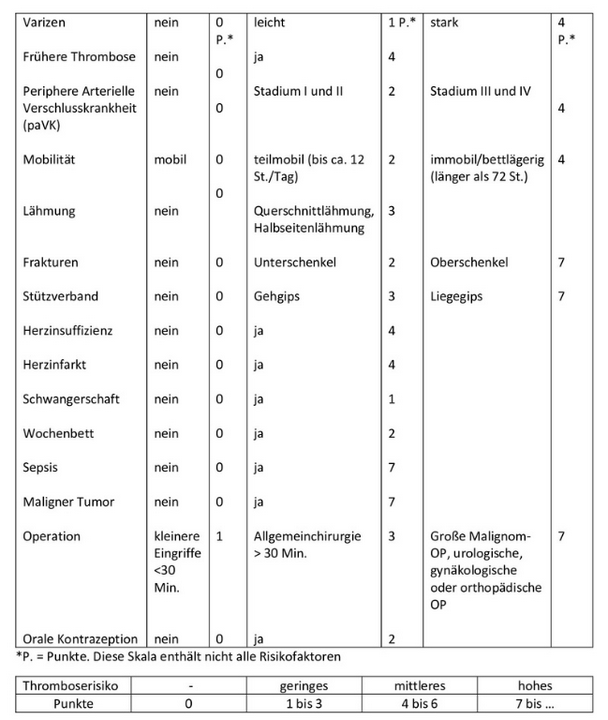 Varizen nein 0 P.* leicht 1 P.* stark 4 P.*
Frühere Thrombose nein 0 ja 4
Periphere Arterielle Verschlusskrankheit (paVK) nein 0 Stadium I und II 2 Stadium III und IV 4
Mobilität mobil 0 teilmobil (bis ca. 12 St./Tag) 2 immobil/bettlägerig (länger als 72 St.) 4
Lähmung nein 0 Querschnittlähmung, Halbseitenlähmung 3
Frakturen nein 0 Unterschenkel 2 Oberschenkel 7
Stützverband nein 0 Gehgips 3 Liegegips 7
Herzinsuffizienz nein 0 ja 4
Herzinfarkt nein 0 ja 4
Schwangerschaft nein 0 ja 1
Wochenbett nein 0 ja 2
Sepsis nein 0 ja 7
Maligner Tumor nein 0 ja 7
Operation kleinere Eingriffe <30 Min. 1 Allgemeinchirurgie > 30 Min. 3 Große Malignom-OP, urologische, gynäkologische oder orthopädische OP 7
Orale Kontrazeption nein 0 ja 2
*P. = Punkte. Diese Skala enthält nicht alle Risikofaktoren
Thromboserisiko - geringes mittleres hohes
Punkte 0 1 bis 3 4 bis 6 7 bis ...